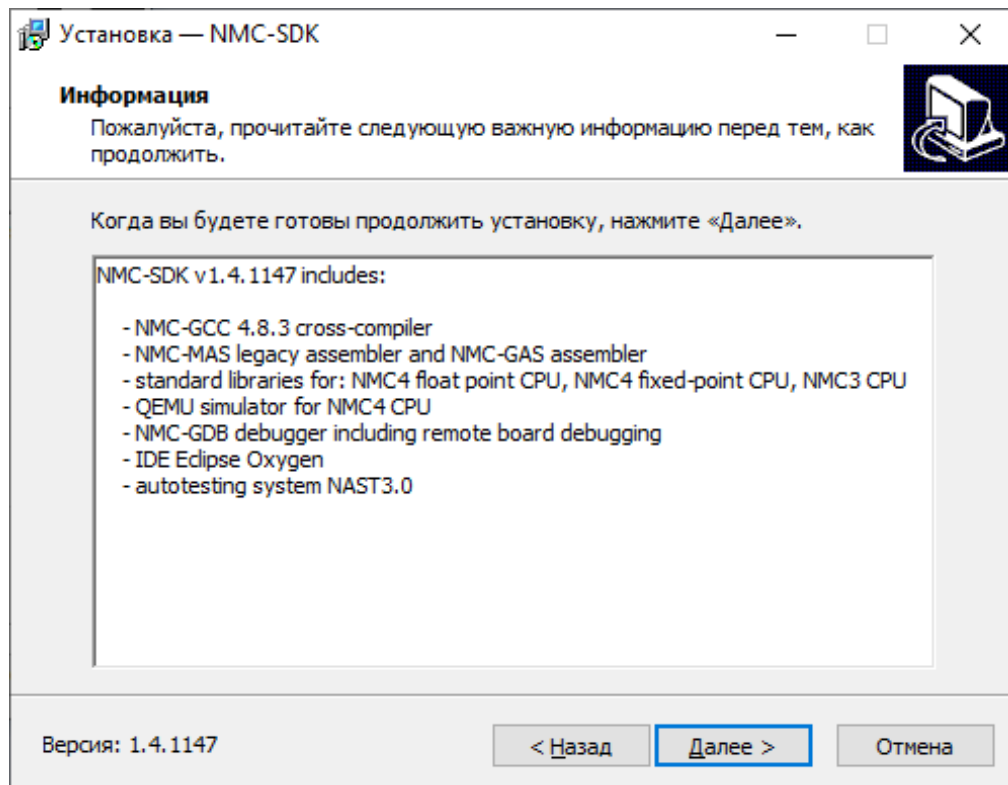 Установка — NMC-SDK
Информация
Пожалуйста, прочитайте следующую важную информацию перед тем, как
продолжить.
Когда вы будете готовы продолжить установку, нажмите «Далее».
NMC-SDK v1.4.1147 includes:
- NMC-GCC 4.8.3 cross-compiler
- NMC-MAS legacy assembler and NMC-GAS assembler
- standard libraries for: NMC4 float point CPU, NMC4 fixed-point CPU, NMC3 CPU
- QEMU simulator for NMC4 CPU
- NMC-GDB debugger including remote board debugging
- IDE Eclipse Oxygen
- autotesting system NAST3.0
Версия: 1.4.1147
< Назад
Далее >
Отмена